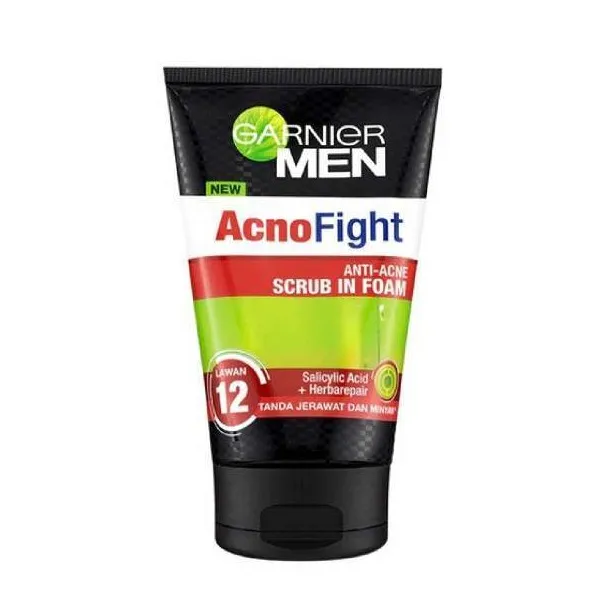 GARNIER
MEN
NEW
AcnoFight
ANTI-ACNE
SCRUB IN FOAM
LAWAN
12
Salicylic Acid
+ Herbarepair
TANDA JERAWAT DAN MINYAK